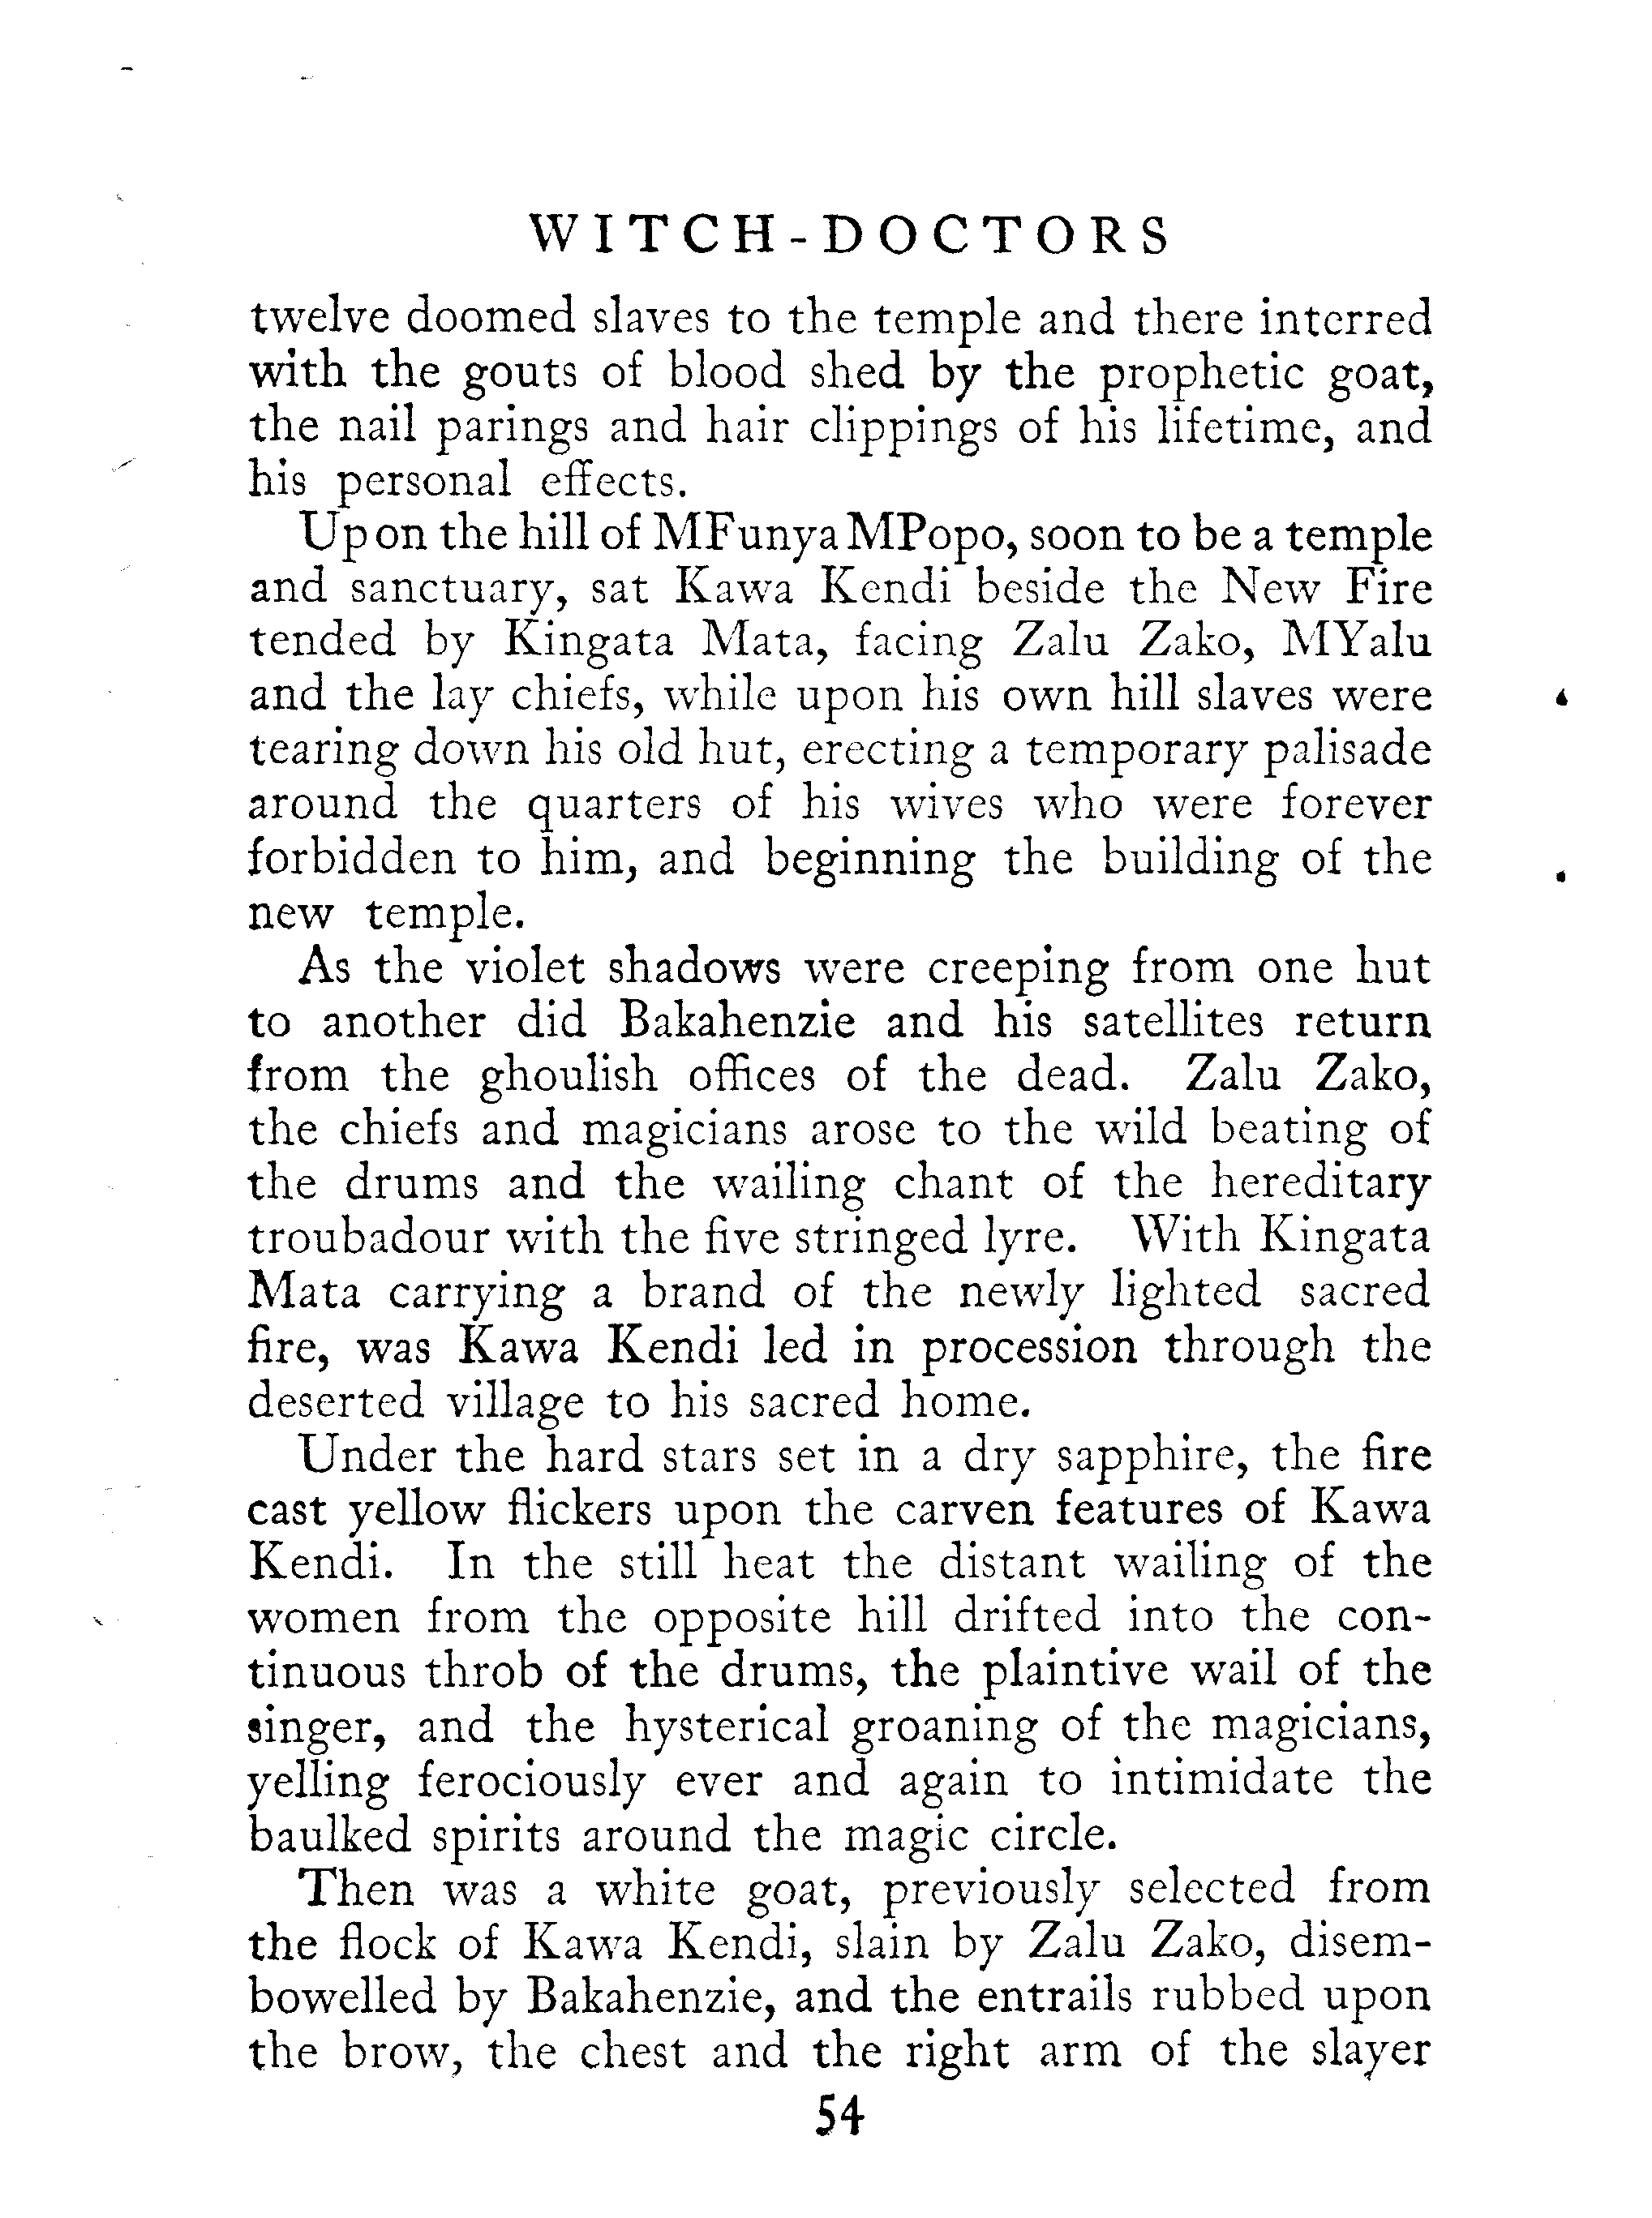 WITCH-DOCTORS
twelve doomed slaves to the temple and there interred
with the gouts of blood shed by the prophetic goat,
the nail parings and hair clippings of his lifetime, and
his personal effects.
Upon the hill of MFunya MPopo, soon to be a temple
and sanctuary, sat Kawa Kendi beside the New Fire
tended by Kingata Mata, facing Zalu Zako, MYalu
and the lay chiefs, while upon his own hill slaves were
tearing down his old hut, erecting a temporary palisade
around the quarters of his wives who were forever
forbidden to him, and beginning the building of the
new temple.
As the violet shadows were creeping from one hut
to another did Bakahenzie and his satellites return
from the ghoulish offices of the dead. Zalu Zako,
the chiefs and magicians arose to the wild beating of
the drums and the wailing chant of the hereditary
troubadour with the five stringed lyre. With Kingata
Mata carrying a brand of the newly lighted sacred
fire, was Kawa Kendi led in procession through the
deserted village to his sacred home.
Under the hard stars set in a dry sapphire, the fire
cast yellow flickers upon the carven features of Kawa
Kendi. In the still heat the distant wailing of the
women from the opposite hill drifted into the con-
tinuous throb of the drums, the plaintive wail of the
singer, and the hysterical groaning of the magicians,
yelling ferociously ever and again to intimidate the
baulked spirits around the magic circle.
Then was a white goat, previously selected from
the flock of Kawa Kendi, slain by Zalu Zako, disem-
bowelled by Bakahenzie, and the entrails rubbed upon
the brow, the chest and the right arm of the slayer
54